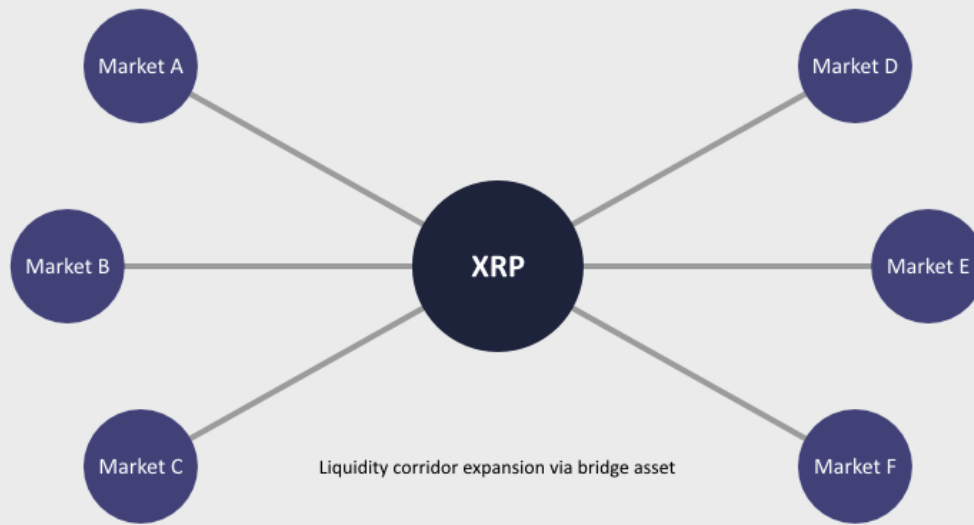 Market A
Market D
Market B
XRP
Market E
Market C
Liquidity corridor expansion via bridge asset
Market F